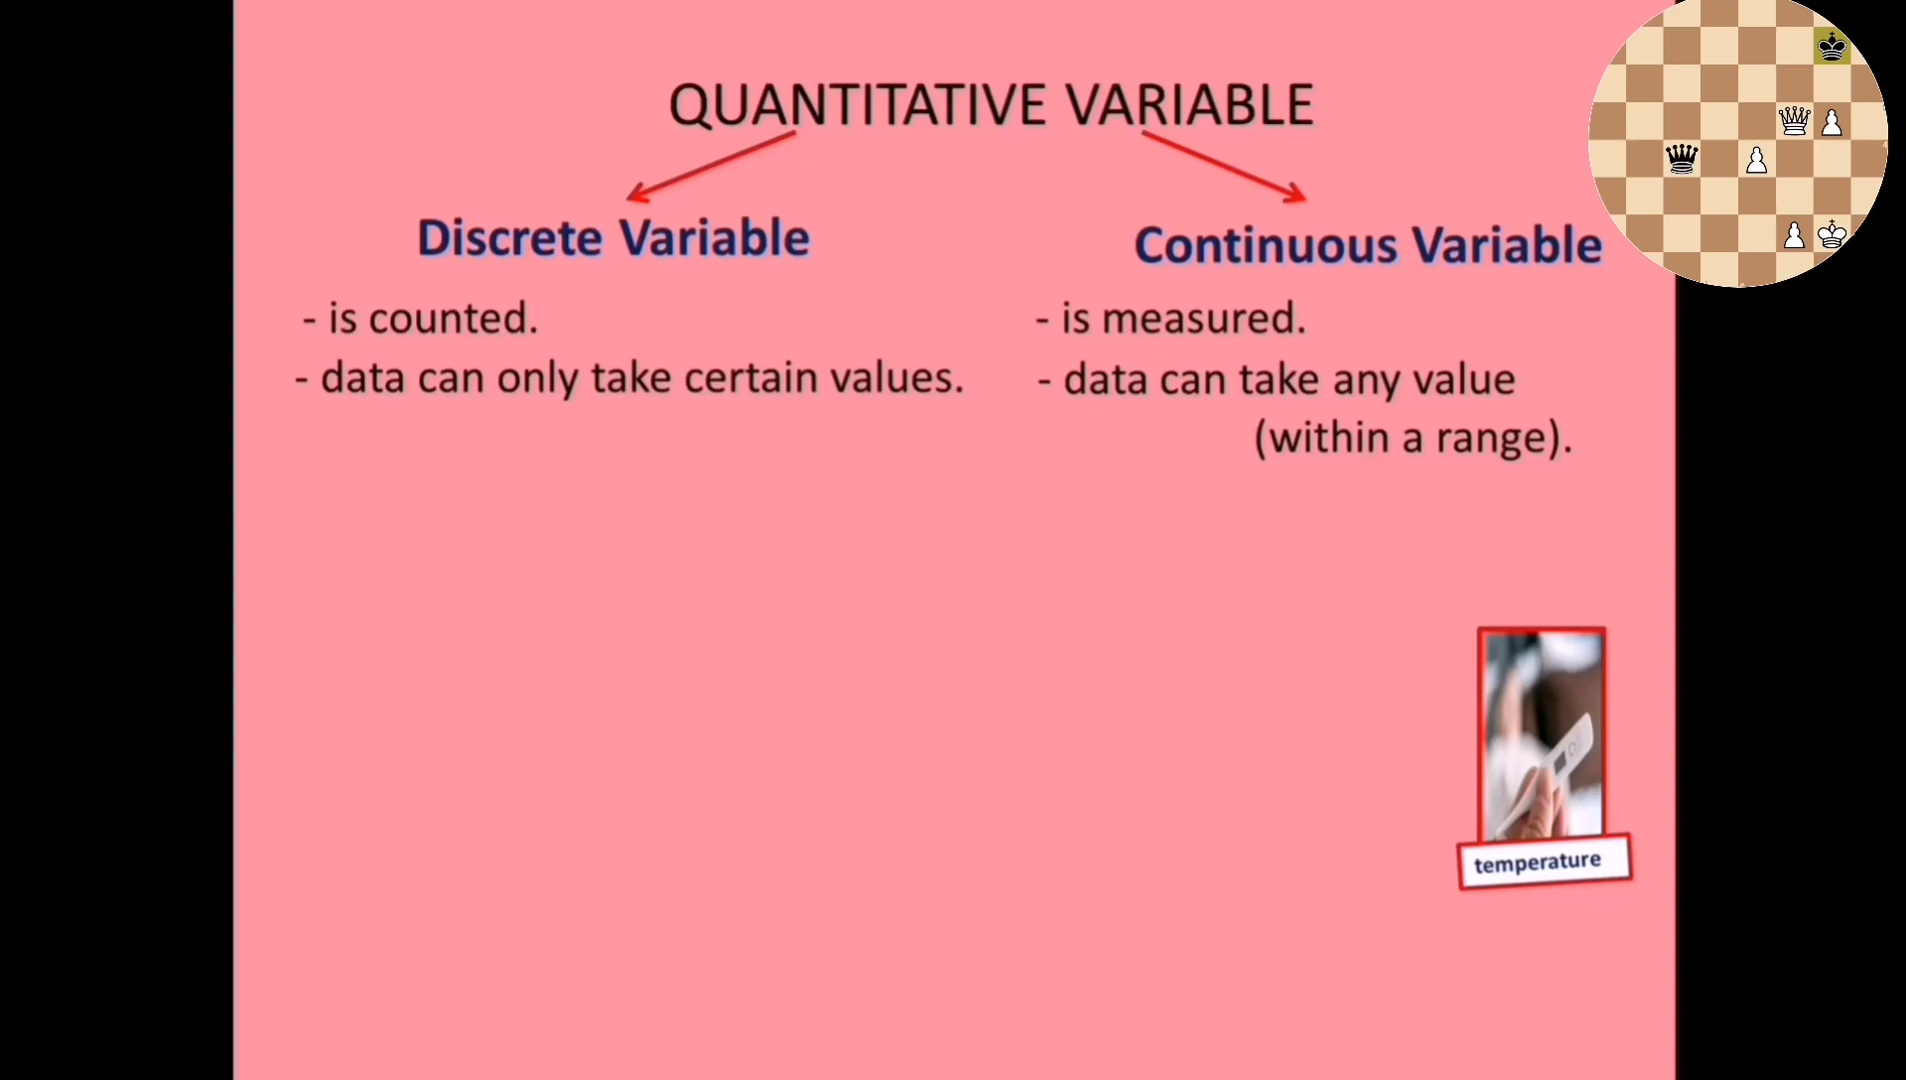 QUANTITATIVE VARIABLE
Discrete Variable
- is counted.
- data can only take certain values.
Continuous Variable
- is measured.
- data can take any value
(within a range).
temperature